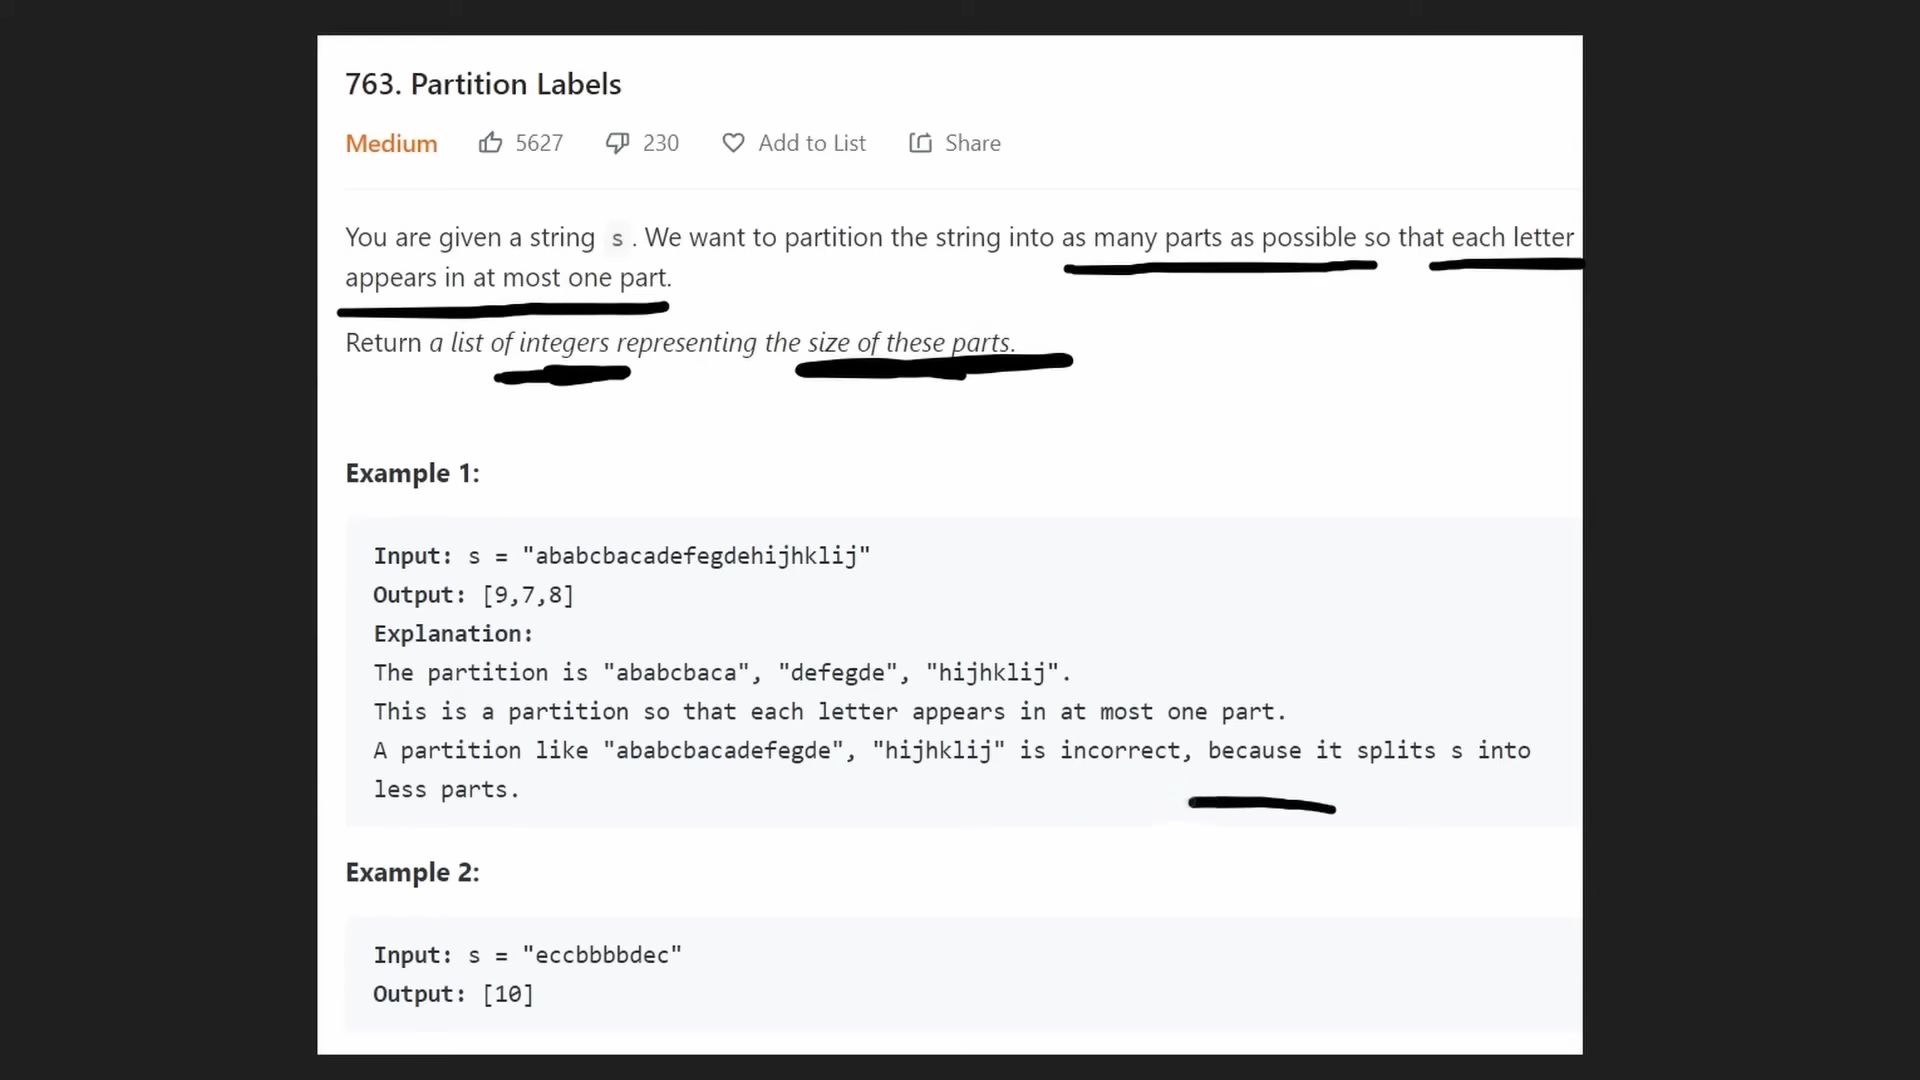 763. Partition Labels
Medium 5627 230 Add to List Share
You are given a string s . We want to partition the string into as many parts as possible so that each letter
appears in at most one part.
Return a list of integers representing the size of these parts.
Example 1:
Input: s = "ababcbacadefegdehijhklij"
Output: [9,7,8]
Explanation:
The partition is "ababcbaca", "defegde", "hijhklij".
This is a partition so that each letter appears in at most one part.
A partition like "ababcbacadefegde", "hijhklij" is incorrect, because it splits s into
less parts.
Example 2:
Input: s = "eccbbbbdec"
Output: [10]